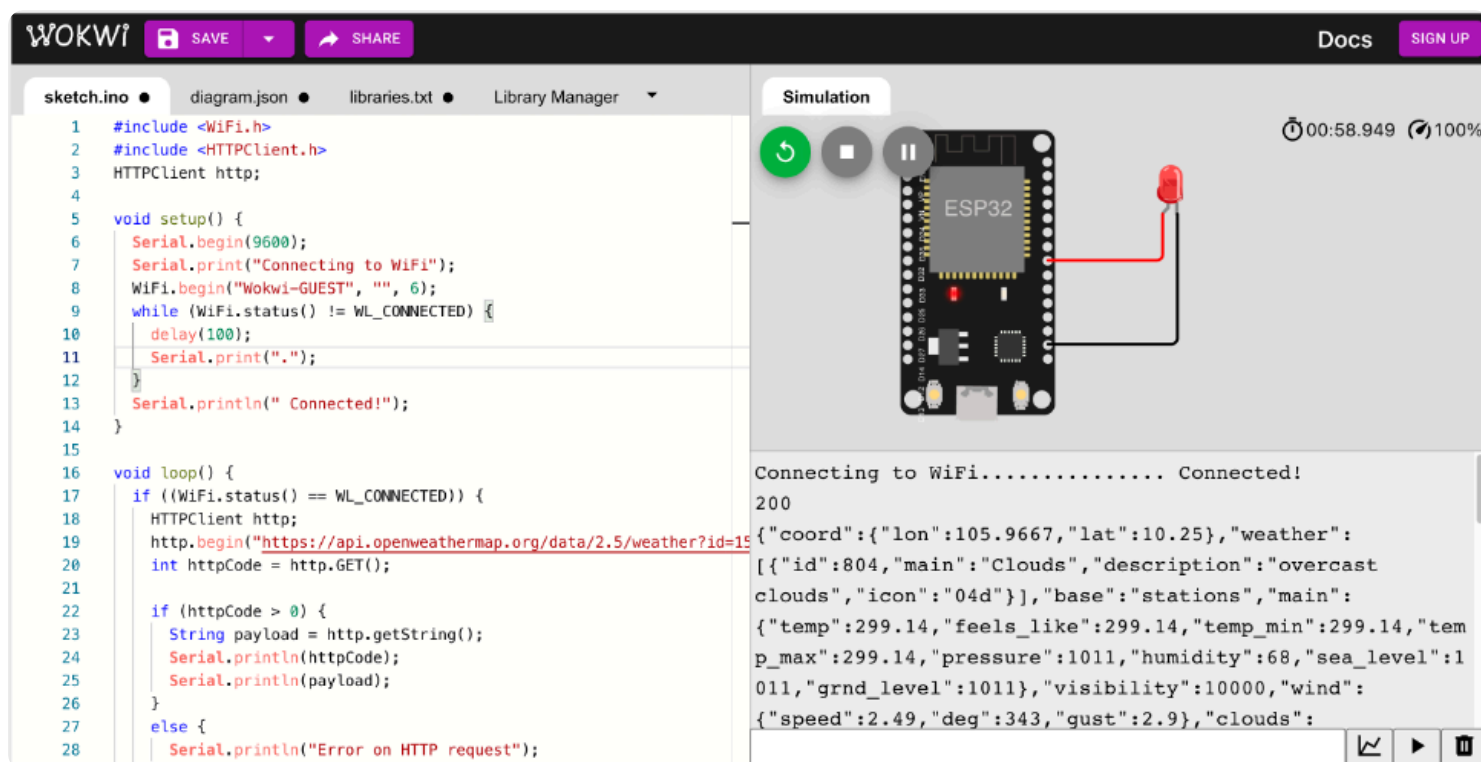 WOKWI SAVE SHARE Docs SIGN UP
sketch.ino ● diagram.json ● libraries.txt ● Library Manager
1 #include <WiFi.h>
2 #include <HTTPClient.h>
3 HTTPClient http;
4
5 void setup() {
6 Serial.begin(9600);
7 Serial.print("Connecting to WiFi");
8 WiFi.begin("Wokwi-GUEST", "", 6);
9 while (WiFi.status() != WL_CONNECTED) {
10 delay(100);
11 Serial.print(".");
12 }
13 Serial.println(" Connected!");
14 }
15
16 void loop() {
17 if ((WiFi.status() == WL_CONNECTED)) {
18 HTTPClient http;
19 http.begin("https://api.openweathermap.org/data/2.5/weather?id=15
20 int httpCode = http.GET();
21
22 if (httpCode > 0) {
23 String payload = http.getString();
24 Serial.println(httpCode);
25 Serial.println(payload);
26 }
27 else {
28 Serial.println("Error on HTTP request");
Simulation
00:58.949 100%
ESP32
D32
D33
D25
D26
D27
D14
Connecting to WiFi............... Connected!
200
{"coord":{"lon":105.9667,"lat":10.25},"weather":
[{"id":804,"main":"Clouds","description":"overcast
clouds","icon":"04d"}],"base":"stations","main":
{"temp":299.14,"feels_like":299.14,"temp_min":299.14,"tem
p_max":299.14,"pressure":1011,"humidity":68,"sea_level":1
011,"grnd_level":1011},"visibility":10000,"wind":
{"speed":2.49,"deg":343,"gust":2.9},"clouds":